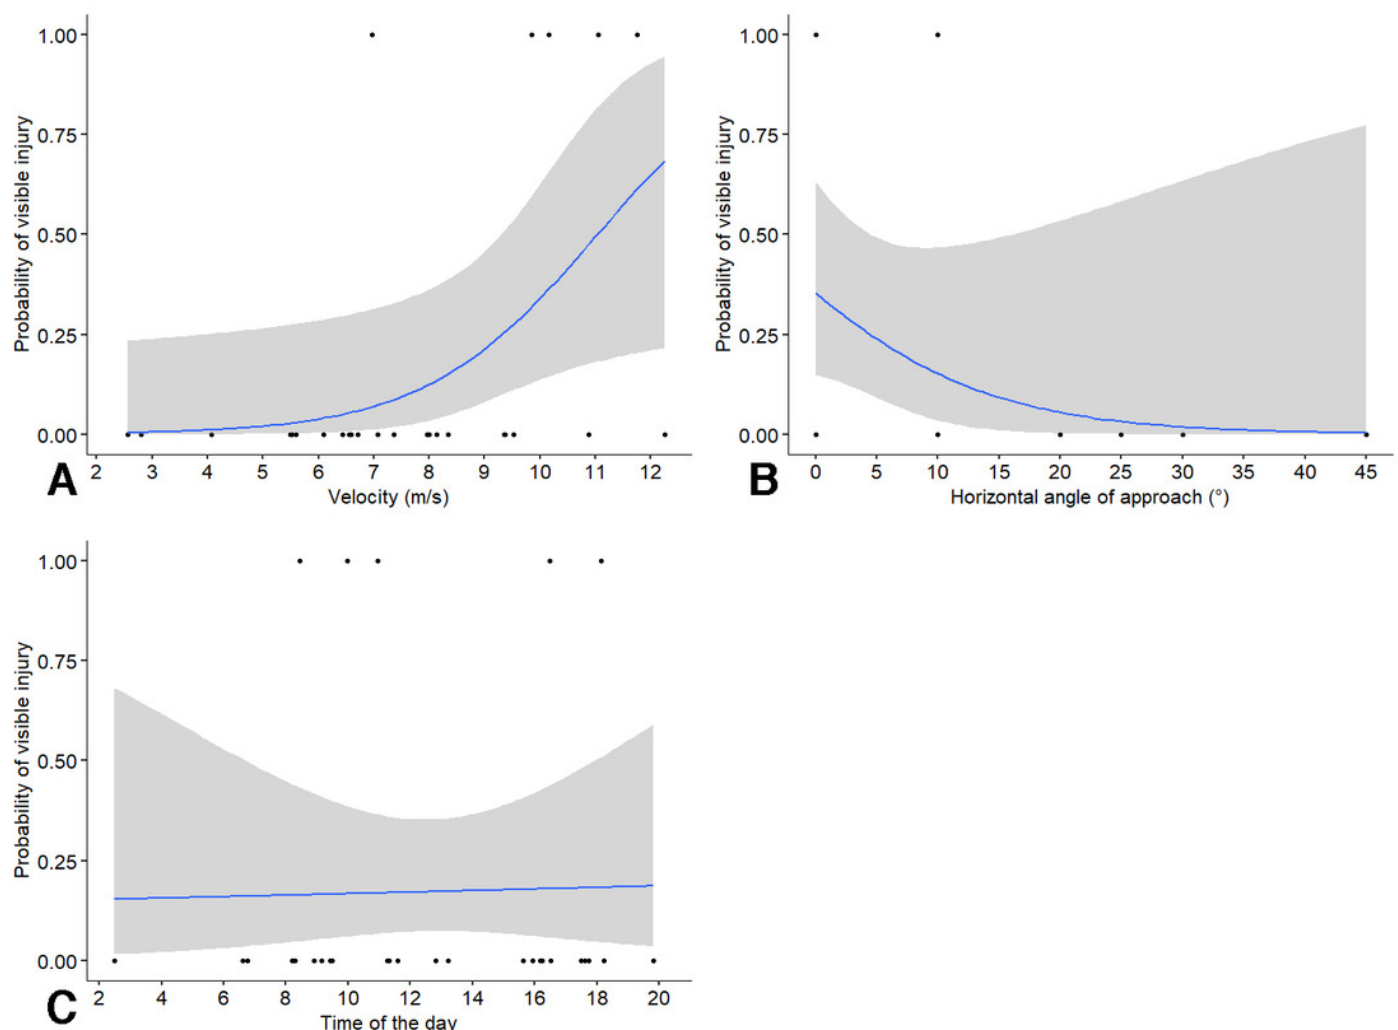 Probability of visible injury
1.00
0.75
0.50
0.25
0.00
2 3 4 5 6 7 8 9 10 11 12
Velocity (m/s)
A
Probability of visible injury
1.00
0.75
0.50
0.25
0.00
0 5 10 15 20 25 30 35 40 45
Horizontal angle of approach (°)
B
Probability of visible injury
1.00
0.75
0.50
0.25
0.00
2 4 6 8 10 12 14 16 18 20
Time of the day
C